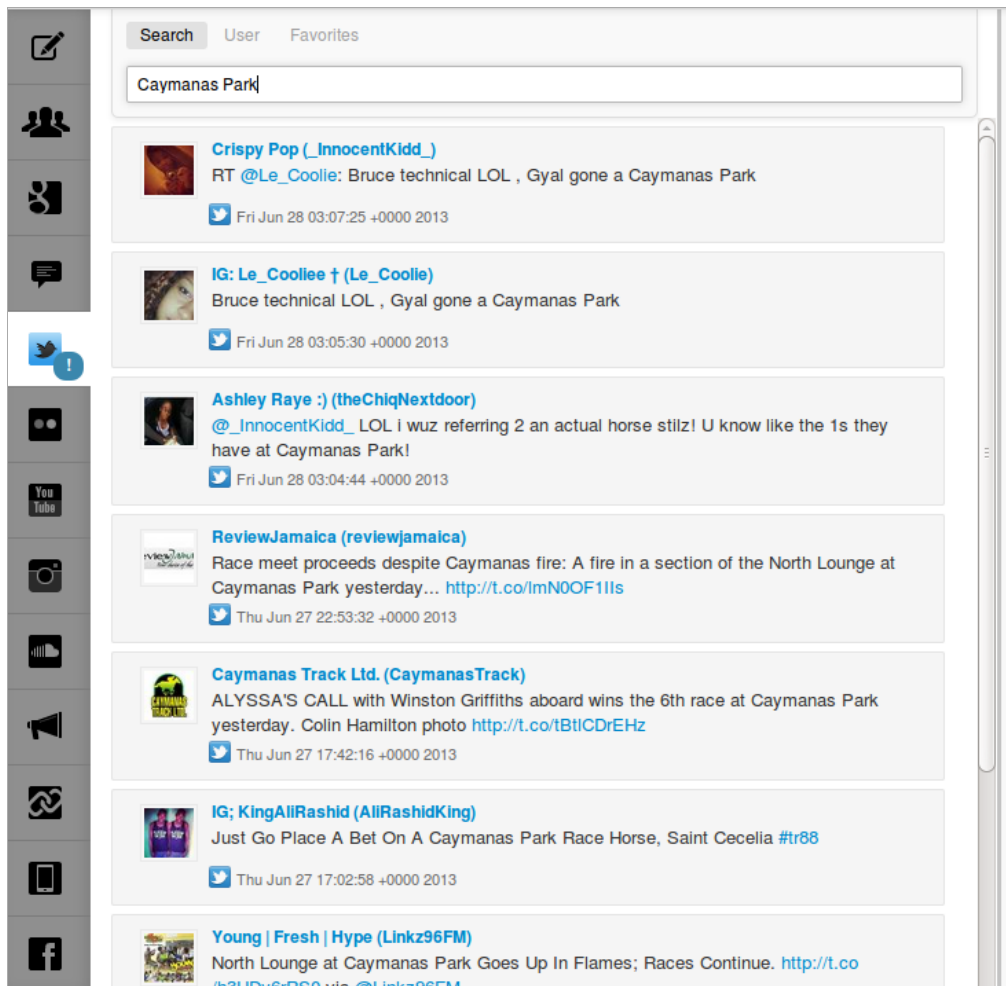 Search User Favorites
Caymanas Park
Crispy Pop (_InnocentKidd_)
RT @Le_Coolie: Bruce technical LOL , Gyal gone a Caymanas Park
Fri Jun 28 03:07:25 +0000 2013
IG: Le_Cooliee † (Le_Coolie)
Bruce technical LOL , Gyal gone a Caymanas Park
Fri Jun 28 03:05:30 +0000 2013
!
Ashley Raye :) (theChiqNextdoor)
@_InnocentKidd_ LOL i wuz referring 2 an actual horse stilz! U know like the 1s they
have at Caymanas Park!
Fri Jun 28 03:04:44 +0000 2013
You
Tube
ReviewJamaica (reviewjamaica)
Race meet proceeds despite Caymanas fire: A fire in a section of the North Lounge at
Caymanas Park yesterday... http://t.co/lmN0OF1IIs
Thu Jun 27 22:53:32 +0000 2013
CAYMANAS
TRACK LTD.
Caymanas Track Ltd. (CaymanasTrack)
ALYSSA'S CALL with Winston Griffiths aboard wins the 6th race at Caymanas Park
yesterday. Colin Hamilton photo http://t.co/tBtlCDrEHz
Thu Jun 27 17:42:16 +0000 2013
IG; KingAliRashid (AliRashidKing)
Just Go Place A Bet On A Caymanas Park Race Horse, Saint Cecelia #tr88
Thu Jun 27 17:02:58 +0000 2013
Young | Fresh | Hype (Linkz96FM)
North Lounge at Caymanas Park Goes Up In Flames; Races Continue. http://t.co
via @Linkz96FM